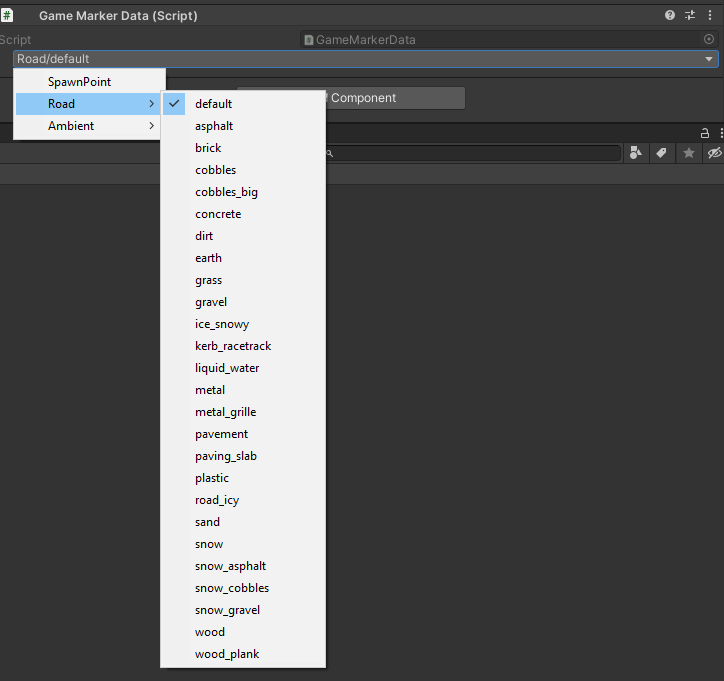 Game Marker Data (Script)
Script
GameMarkerData
Road/default
SpawnPoint
Road
Ambient
Component
default
asphalt
brick
cobbles
cobbles_big
concrete
dirt
earth
grass
gravel
ice_snowy
kerb_racetrack
liquid_water
metal
metal_grille
pavement
paving_slab
plastic
road_icy
sand
snow
snow_asphalt
snow_cobbles
snow_gravel
wood
wood_plank